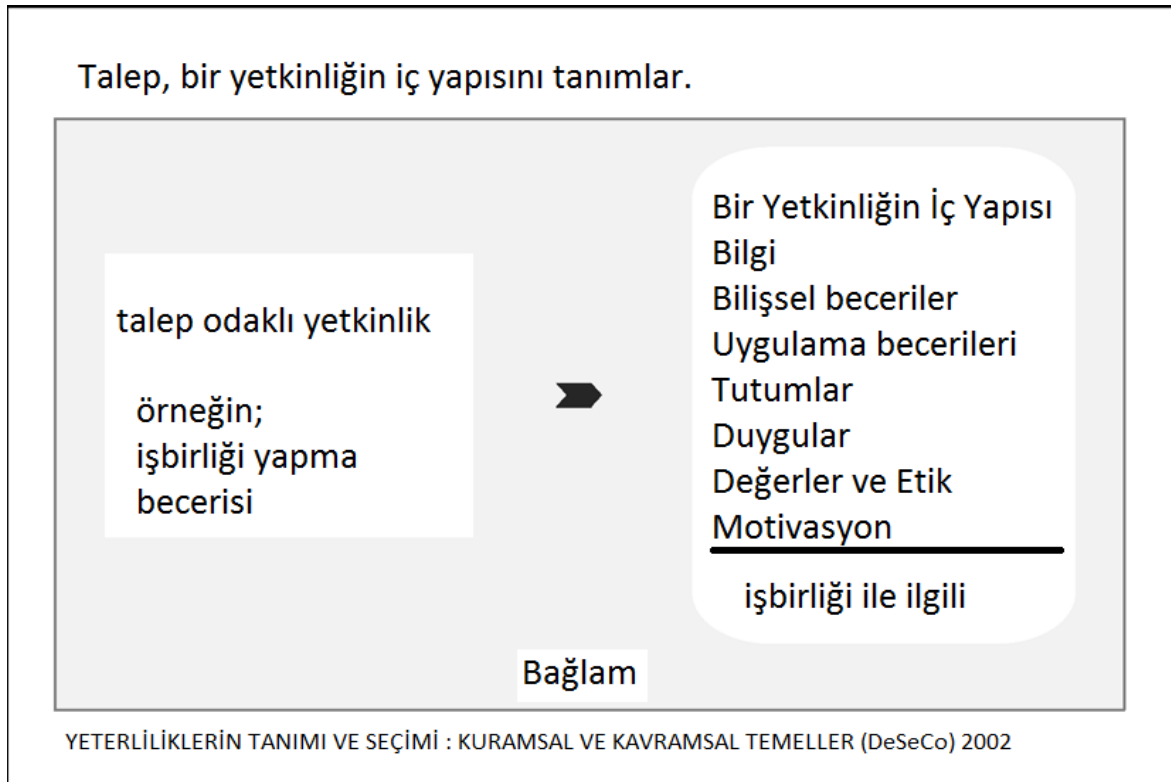 Talep, bir yetkinliğin iç yapısını tanımlar.
talep odaklı yetkinlik
örneğin;
işbirliği yapma
becerisi
Bir Yetkinliğin İç Yapısı
Bilgi
Bilişsel beceriler
Uygulama becerileri
Tutumlar
Duygular
Değerler ve Etik
Motivasyon
işbirliği ile ilgili
Bağlam
YETERLİLİKLERİN TANIMI VE SEÇİMİ : KURAMSAL VE KAVRAMSAL TEMELLER (DeSeCo) 2002